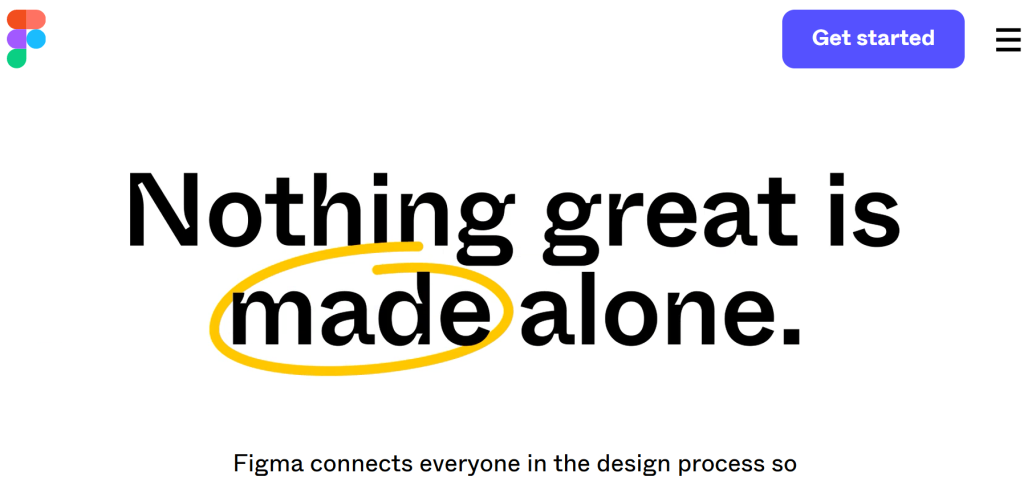 Get started
Nothing great is
made alone.
Figma connects everyone in the design process so